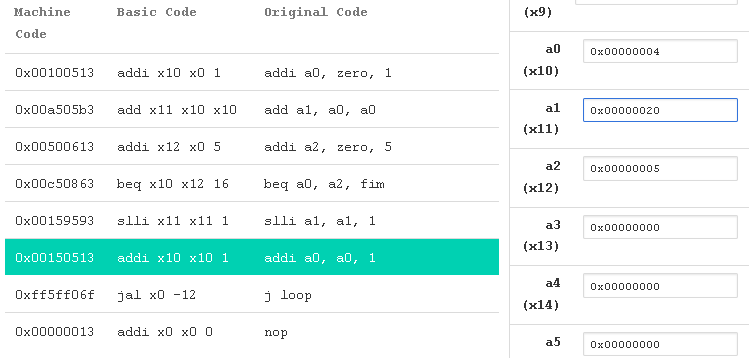 Machine Code Basic Code Original Code
0x00100513 addi x10 x0 1 addi a0, zero, 1
0x00a505b3 add x11 x10 x10 add a1, a0, a0
0x00500613 addi x12 x0 5 addi a2, zero, 5
0x00c50863 beq x10 x12 16 beq a0, a2, fim
0x00159593 slli x11 x11 1 slli a1, a1, 1
0x00150513 addi x10 x10 1 addi a0, a0, 1
0xff5ff06f jal x0 -12 j loop
0x00000013 addi x0 x0 0 nop
(x9)
a0 0x00000004
(x10)
a1 0x00000020
(x11)
a2 0x00000005
(x12)
a3 0x00000000
(x13)
a4 0x00000000
(x14)
a5 0x00000000